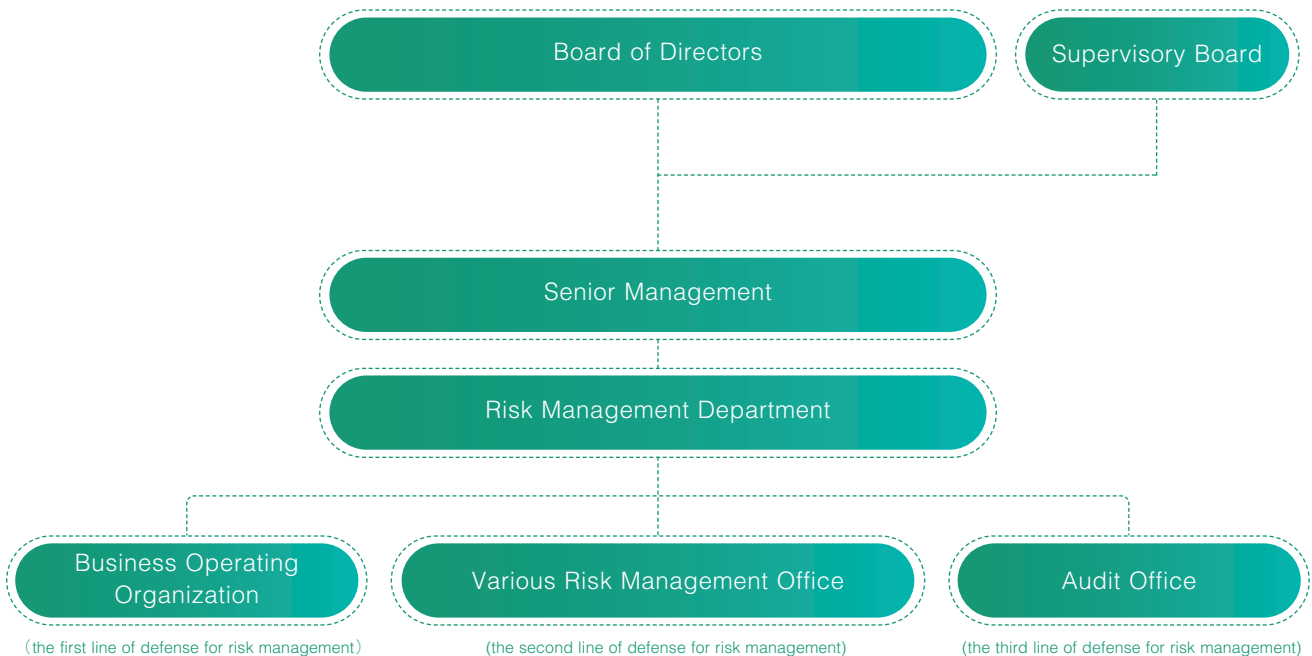 Board of Directors
Supervisory Board
Senior Management
Risk Management Department
Business Operating
Organization
Various Risk Management Office
Audit Office
（the first line of defense for risk management）
(the second line of defense for risk management)
(the third line of defense for risk management)